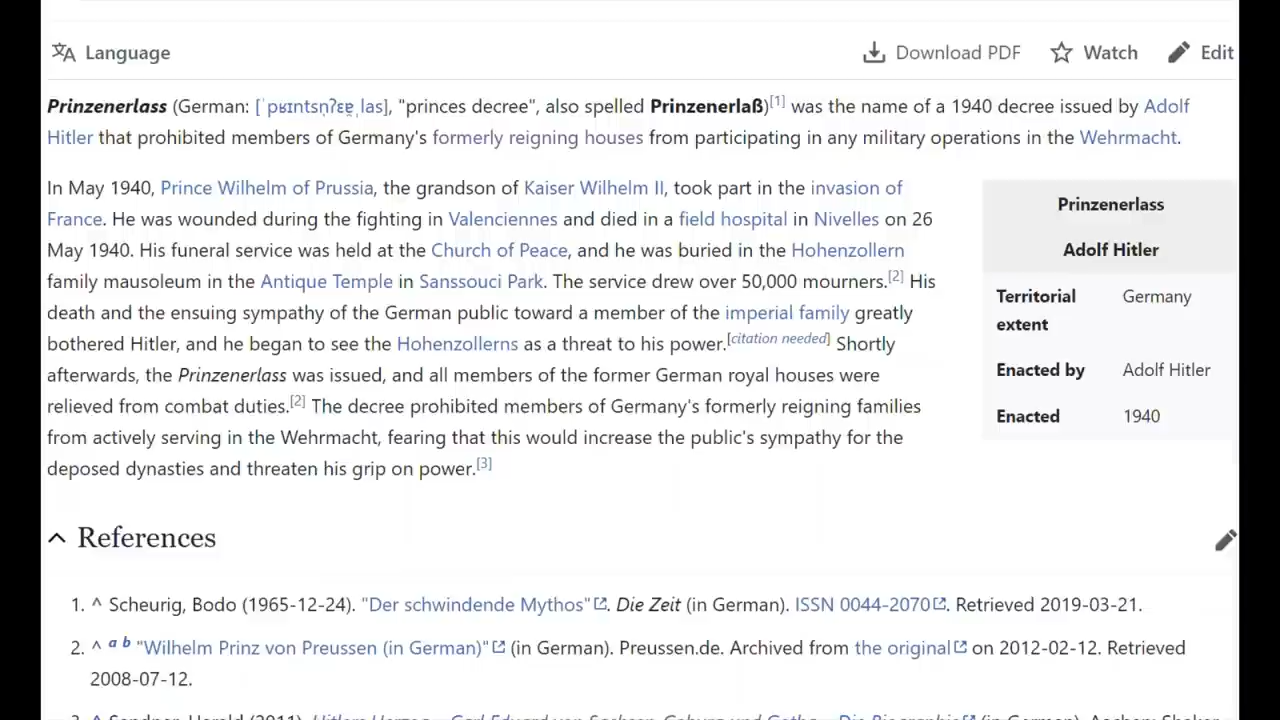 Language
Download PDF
Watch
Edit
Prinzenerlass (German: [ˈpʁɪntsn̩ʔɛɐ̯ˌlas], "princes decree", also spelled Prinzenerlaß)[1] was the name of a 1940 decree issued by Adolf
Hitler that prohibited members of Germany's formerly reigning houses from participating in any military operations in the Wehrmacht.
In May 1940, Prince Wilhelm of Prussia, the grandson of Kaiser Wilhelm II, took part in the invasion of
France. He was wounded during the fighting in Valenciennes and died in a field hospital in Nivelles on 26
May 1940. His funeral service was held at the Church of Peace, and he was buried in the Hohenzollern
family mausoleum in the Antique Temple in Sanssouci Park. The service drew over 50,000 mourners.[2] His
death and the ensuing sympathy of the German public toward a member of the imperial family greatly
bothered Hitler, and he began to see the Hohenzollerns as a threat to his power.[citation needed] Shortly
afterwards, the Prinzenerlass was issued, and all members of the former German royal houses were
relieved from combat duties.[2] The decree prohibited members of Germany's formerly reigning families
from actively serving in the Wehrmacht, fearing that this would increase the public's sympathy for the
deposed dynasties and threaten his grip on power.[3]
Prinzenerlass
Adolf Hitler
Territorial extent Germany
Enacted by Adolf Hitler
Enacted 1940
References
1. ^ Scheurig, Bodo (1965-12-24). "Der schwindende Mythos". Die Zeit (in German). ISSN 0044-2070. Retrieved 2019-03-21.
2. ^ a b "Wilhelm Prinz von Preussen (in German)" (in German). Preussen.de. Archived from the original on 2012-02-12. Retrieved
2008-07-12.